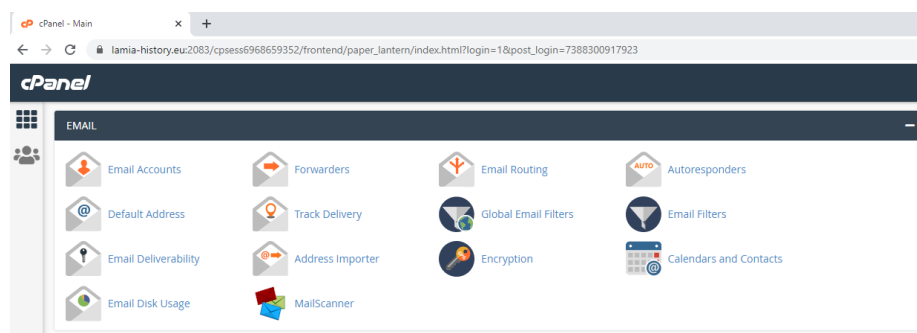 cP cPanel - Main × +
lamia-history.eu:2083/cpsess6968659352/frontend/paper_lantern/index.html?login=1&post_login=7388300917923
cPanel
EMAIL
Email Accounts Forwarders Email Routing AUTO Autoresponders
@ Default Address Track Delivery Global Email Filters Email Filters
Email Deliverability @ Address Importer Encryption @ Calendars and Contacts
Email Disk Usage MailScanner